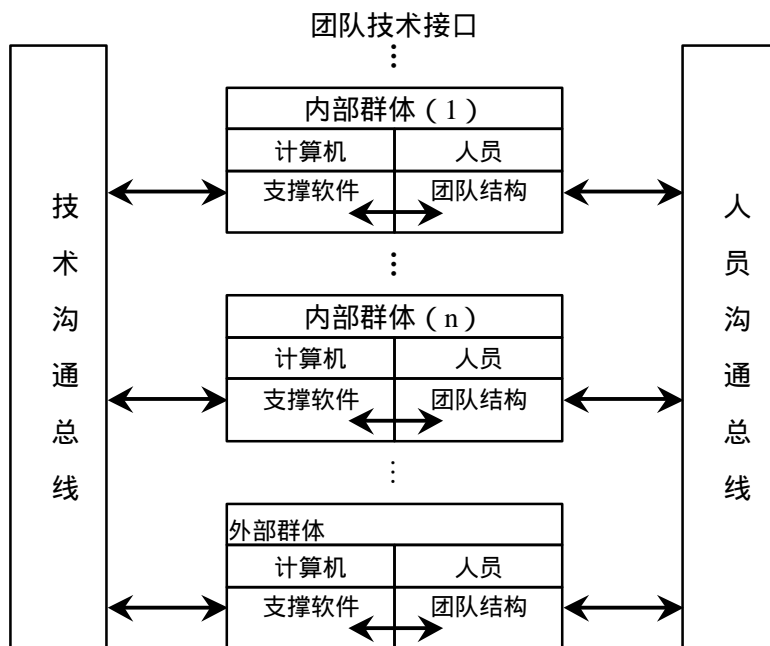 团队技术接口
技术沟通总线
内部群体（1）
计算机
人员
支撑软件
团队结构
内部群体（n）
计算机
人员
支撑软件
团队结构
外部群体
计算机
人员
支撑软件
团队结构
人员沟通总线